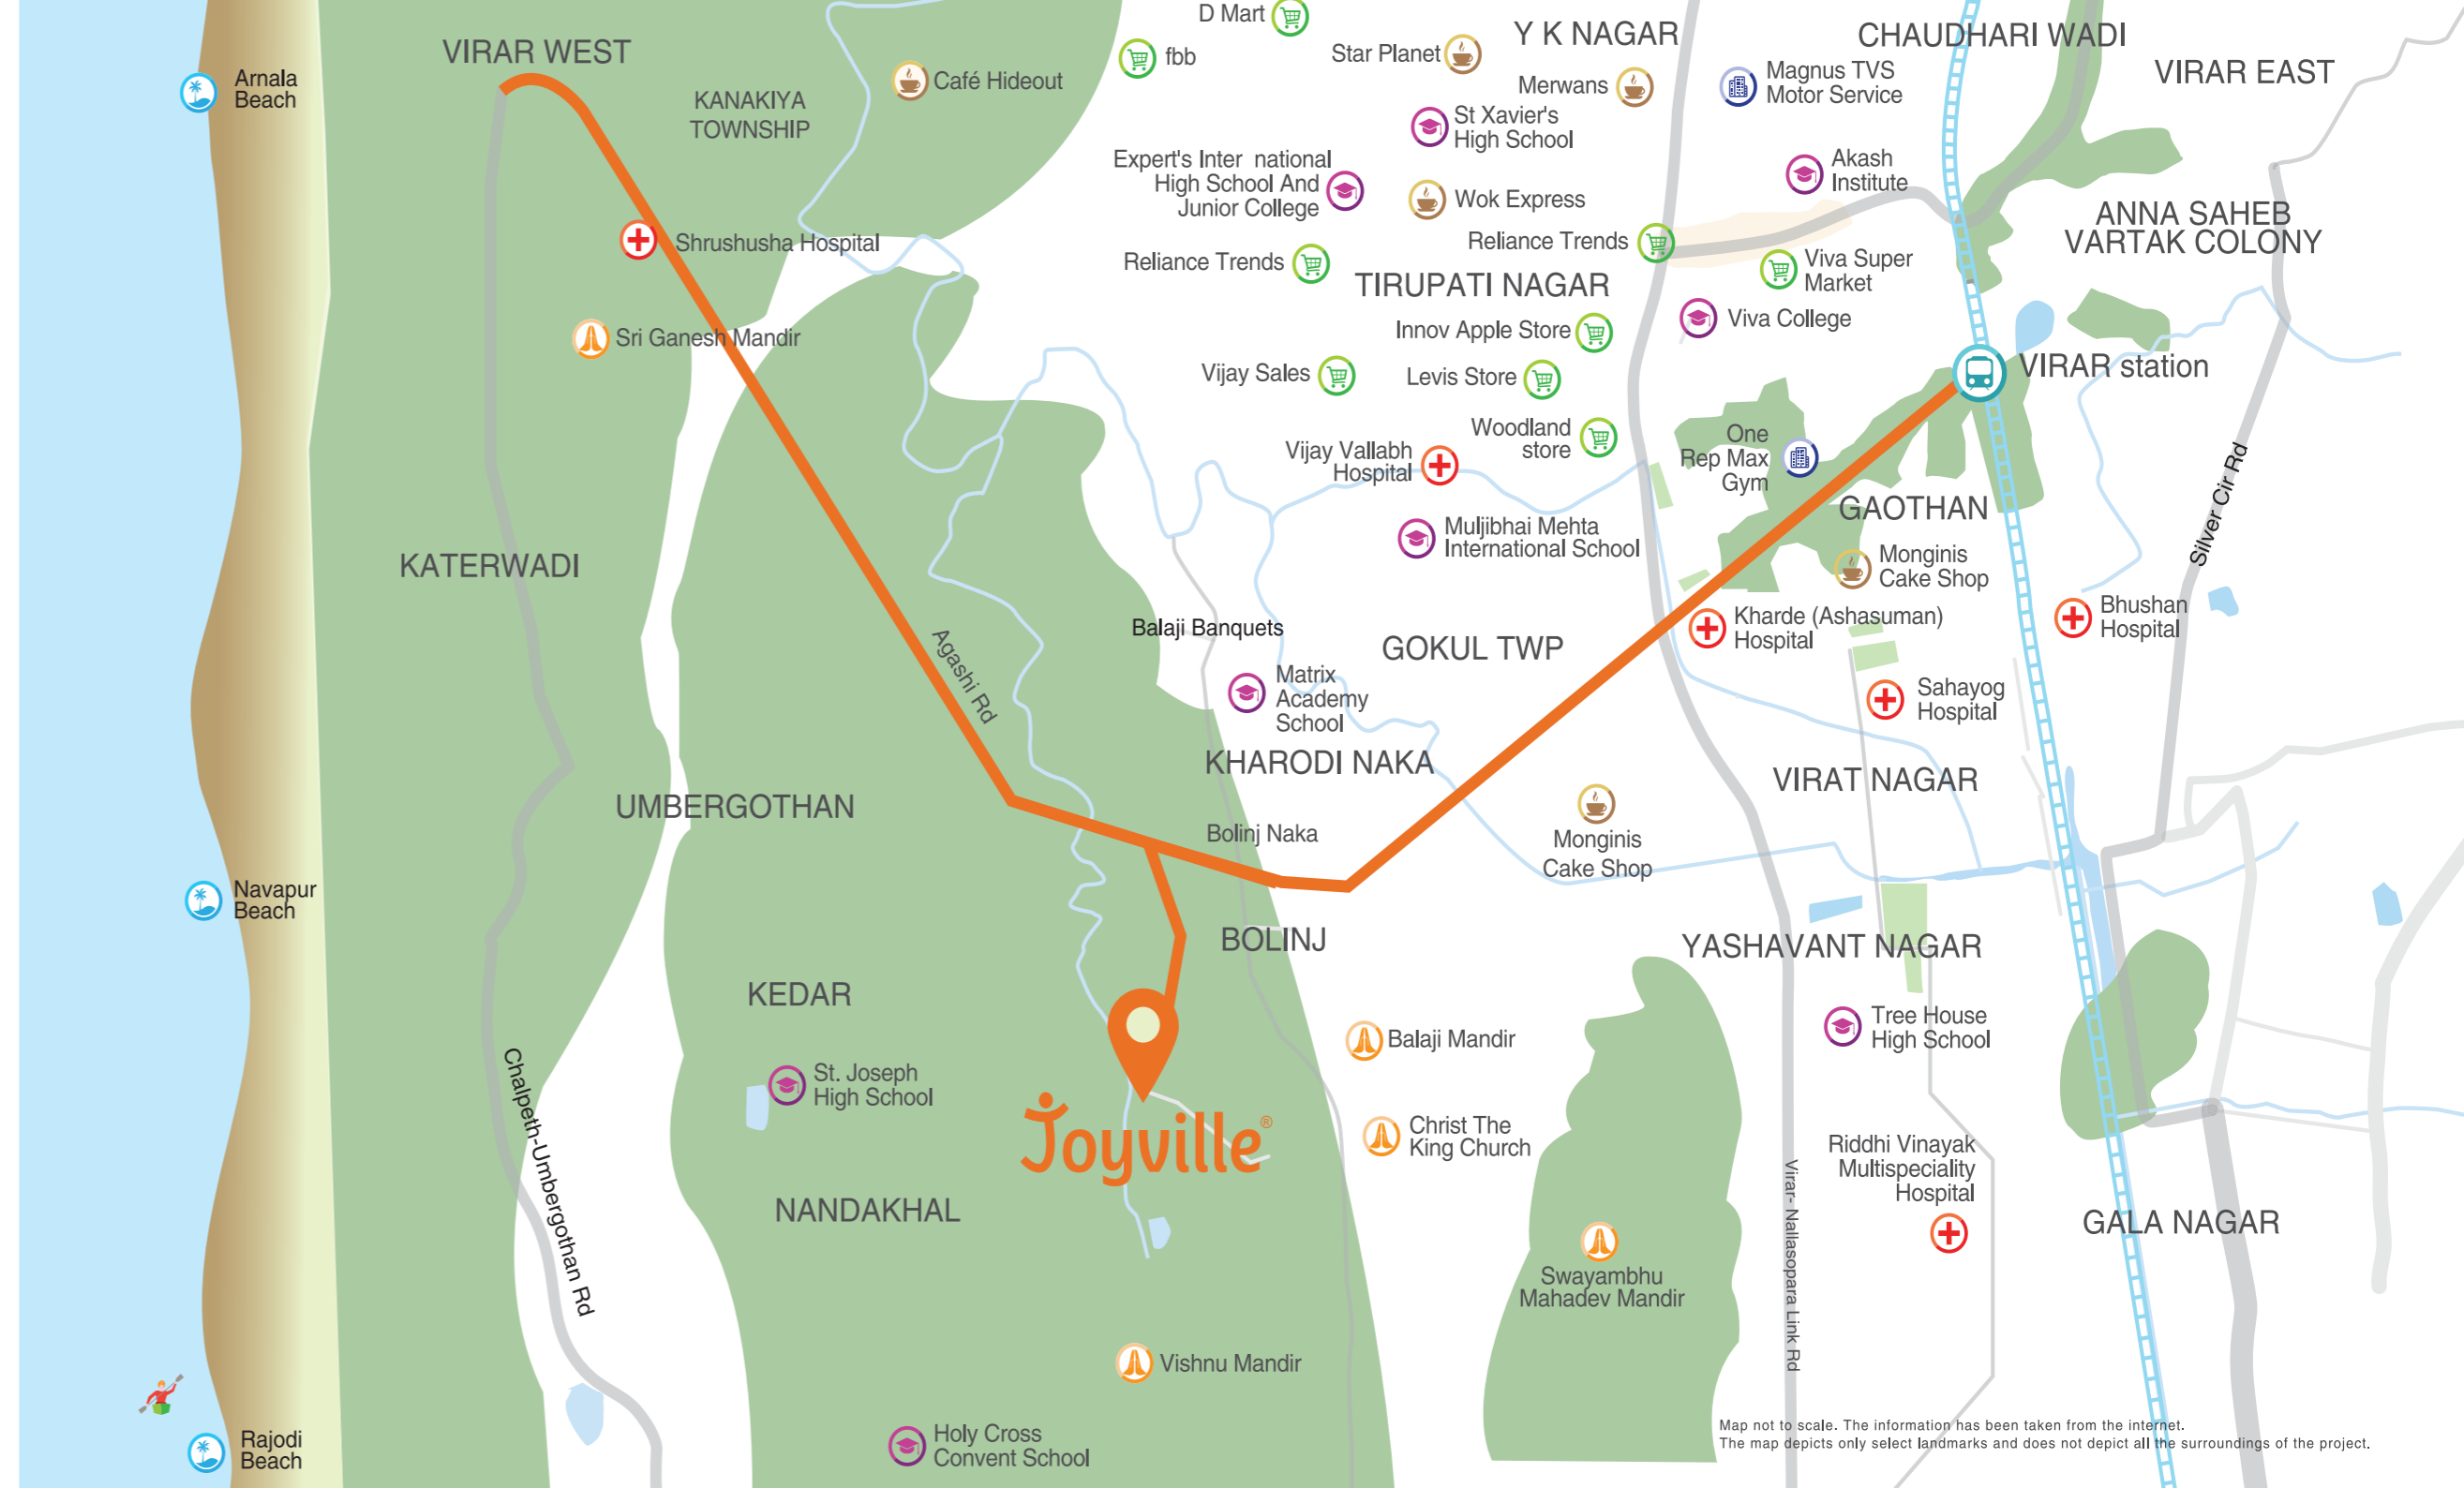 D Mart
Y K NAGAR
CHAUDHARI WADI
VIRAR WEST
Star Planet
fbb
VIRAR EAST
Arnala
Beach
Café Hideout
Merwans
Magnus TVS
Motor Service
KANAKIYA
TOWNSHIP
St Xavier's
High School
Expert's Inter national
High School And
Junior College
Akash
Institute
Wok Express
ANNA SAHEB
VARTAK COLONY
Shrushusha Hospital
Reliance Trends
Reliance Trends
Viva Super
Market
TIRUPATI NAGAR
Sri Ganesh Mandir
Innov Apple Store
Viva College
Vijay Sales
Levis Store
VIRAR station
Woodland
store
One
Rep Max
Gym
Vijay Vallabh
Hospital
Silver Cir Rd
GAOTHAN
Muljibhai Mehta
International School
KATERWADI
Monginis
Cake Shop
Balaji Banquets
Kharde (Ashasuman)
Hospital
Bhushan
Hospital
Agashi Rd
GOKUL TWP
Matrix
Academy
School
Sahayog
Hospital
KHARODI NAKA
VIRAT NAGAR
UMBERGOTHAN
Bolinj Naka
Monginis
Cake Shop
Navapur
Beach
BOLINJ
YASHAVANT NAGAR
KEDAR
Tree House
High School
Balaji Mandir
St. Joseph
High School
Chalpeth-Umbergothan Rd
Joyville®
Christ The
King Church
Riddhi Vinayak
Multispeciality
Hospital
Virar- Nallasopara Link Rd
NANDAKHAL
GALA NAGAR
Swayambhu
Mahadev Mandir
Vishnu Mandir
Rajodi
Beach
Holy Cross
Convent School
Map not to scale. The information has been taken from the internet.
The map depicts only select landmarks and does not depict all the surroundings of the project.